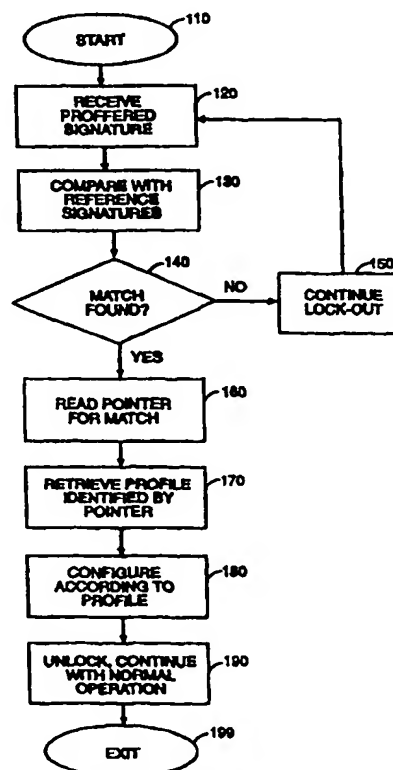 110
START
120
RECEIVE
PROFFERED
SIGNATURE
130
COMPARE WITH
REFERENCE
SIGNATURES
140
MATCH
FOUND?
NO
150
CONTINUE
LOCK-OUT
YES
160
READ POINTER
FOR MATCH
170
RETRIEVE PROFILE
IDENTIFIED BY
POINTER
180
CONFIGURE
ACCORDING TO
PROFILE
190
UNLOCK, CONTINUE
WITH NORMAL
OPERATION
199
EXIT